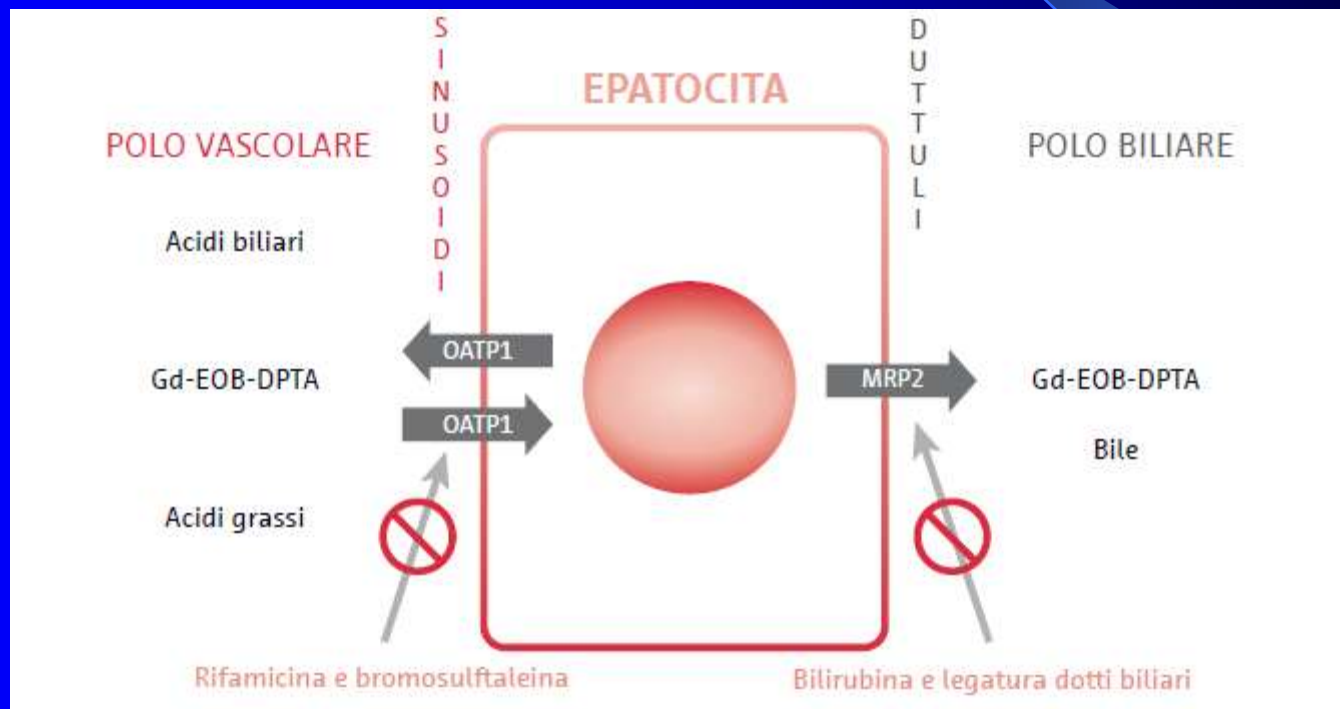 SINUSOIDI
DUTTULI
EPATOCITA
POLO VASCOLARE
POLO BILIARE
Acidi biliari
OATP1
Gd-EOB-DPTA
MRP2
Gd-EOB-DPTA
OATP1
Bile
Acidi grassi
Rifamicina e bromosulftaleina
Bilirubina e legatura dotti biliari